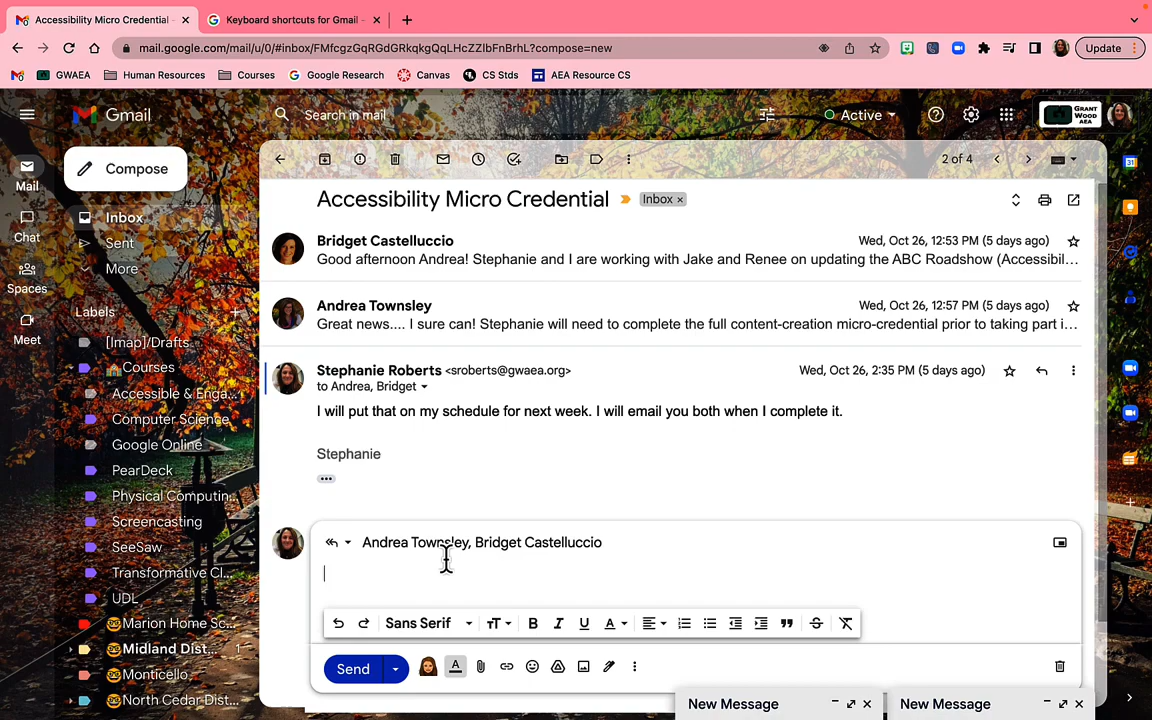 Accessibility Micro Credential -
Keyboard shortcuts for Gmail -
mail.google.com/mail/u/0/#inbox/FMfcgzGqRGdGRkqkgQqLHcZZlbFnBrhL?compose=new
Update
GWAEA
Human Resources
Courses
Google Research
Canvas
CS Stds
AEA Resource CS
Gmail
Search in mail
Active
GRANT WOOD AEA
Compose
2 of 4
Mail
Chat
Spaces
Meet
Inbox
Sent
More
Labels
[Imap]/Drafts
Courses
Accessible & Enga...
Computer Science
Google Online
PearDeck
Physical Computin...
Screencasting
SeeSaw
Transformative Cl...
UDL
Marion Home Sc...
Midland Dist... 1
Monticello
North Cedar Dist...
Accessibility Micro Credential Inbox ×
Bridget Castelluccio Wed, Oct 26, 12:53 PM (5 days ago)
Good afternoon Andrea! Stephanie and I are working with Jake and Renee on updating the ABC Roadshow (Accessibil...
Andrea Townsley Wed, Oct 26, 12:57 PM (5 days ago)
Great news.... I sure can! Stephanie will need to complete the full content-creation micro-credential prior to taking part i...
Stephanie Roberts <sroberts@gwaea.org> Wed, Oct 26, 2:35 PM (5 days ago)
to Andrea, Bridget
I will put that on my schedule for next week. I will email you both when I complete it.
Stephanie
Andrea Townsley, Bridget Castelluccio
Sans Serif
Send
New Message
New Message